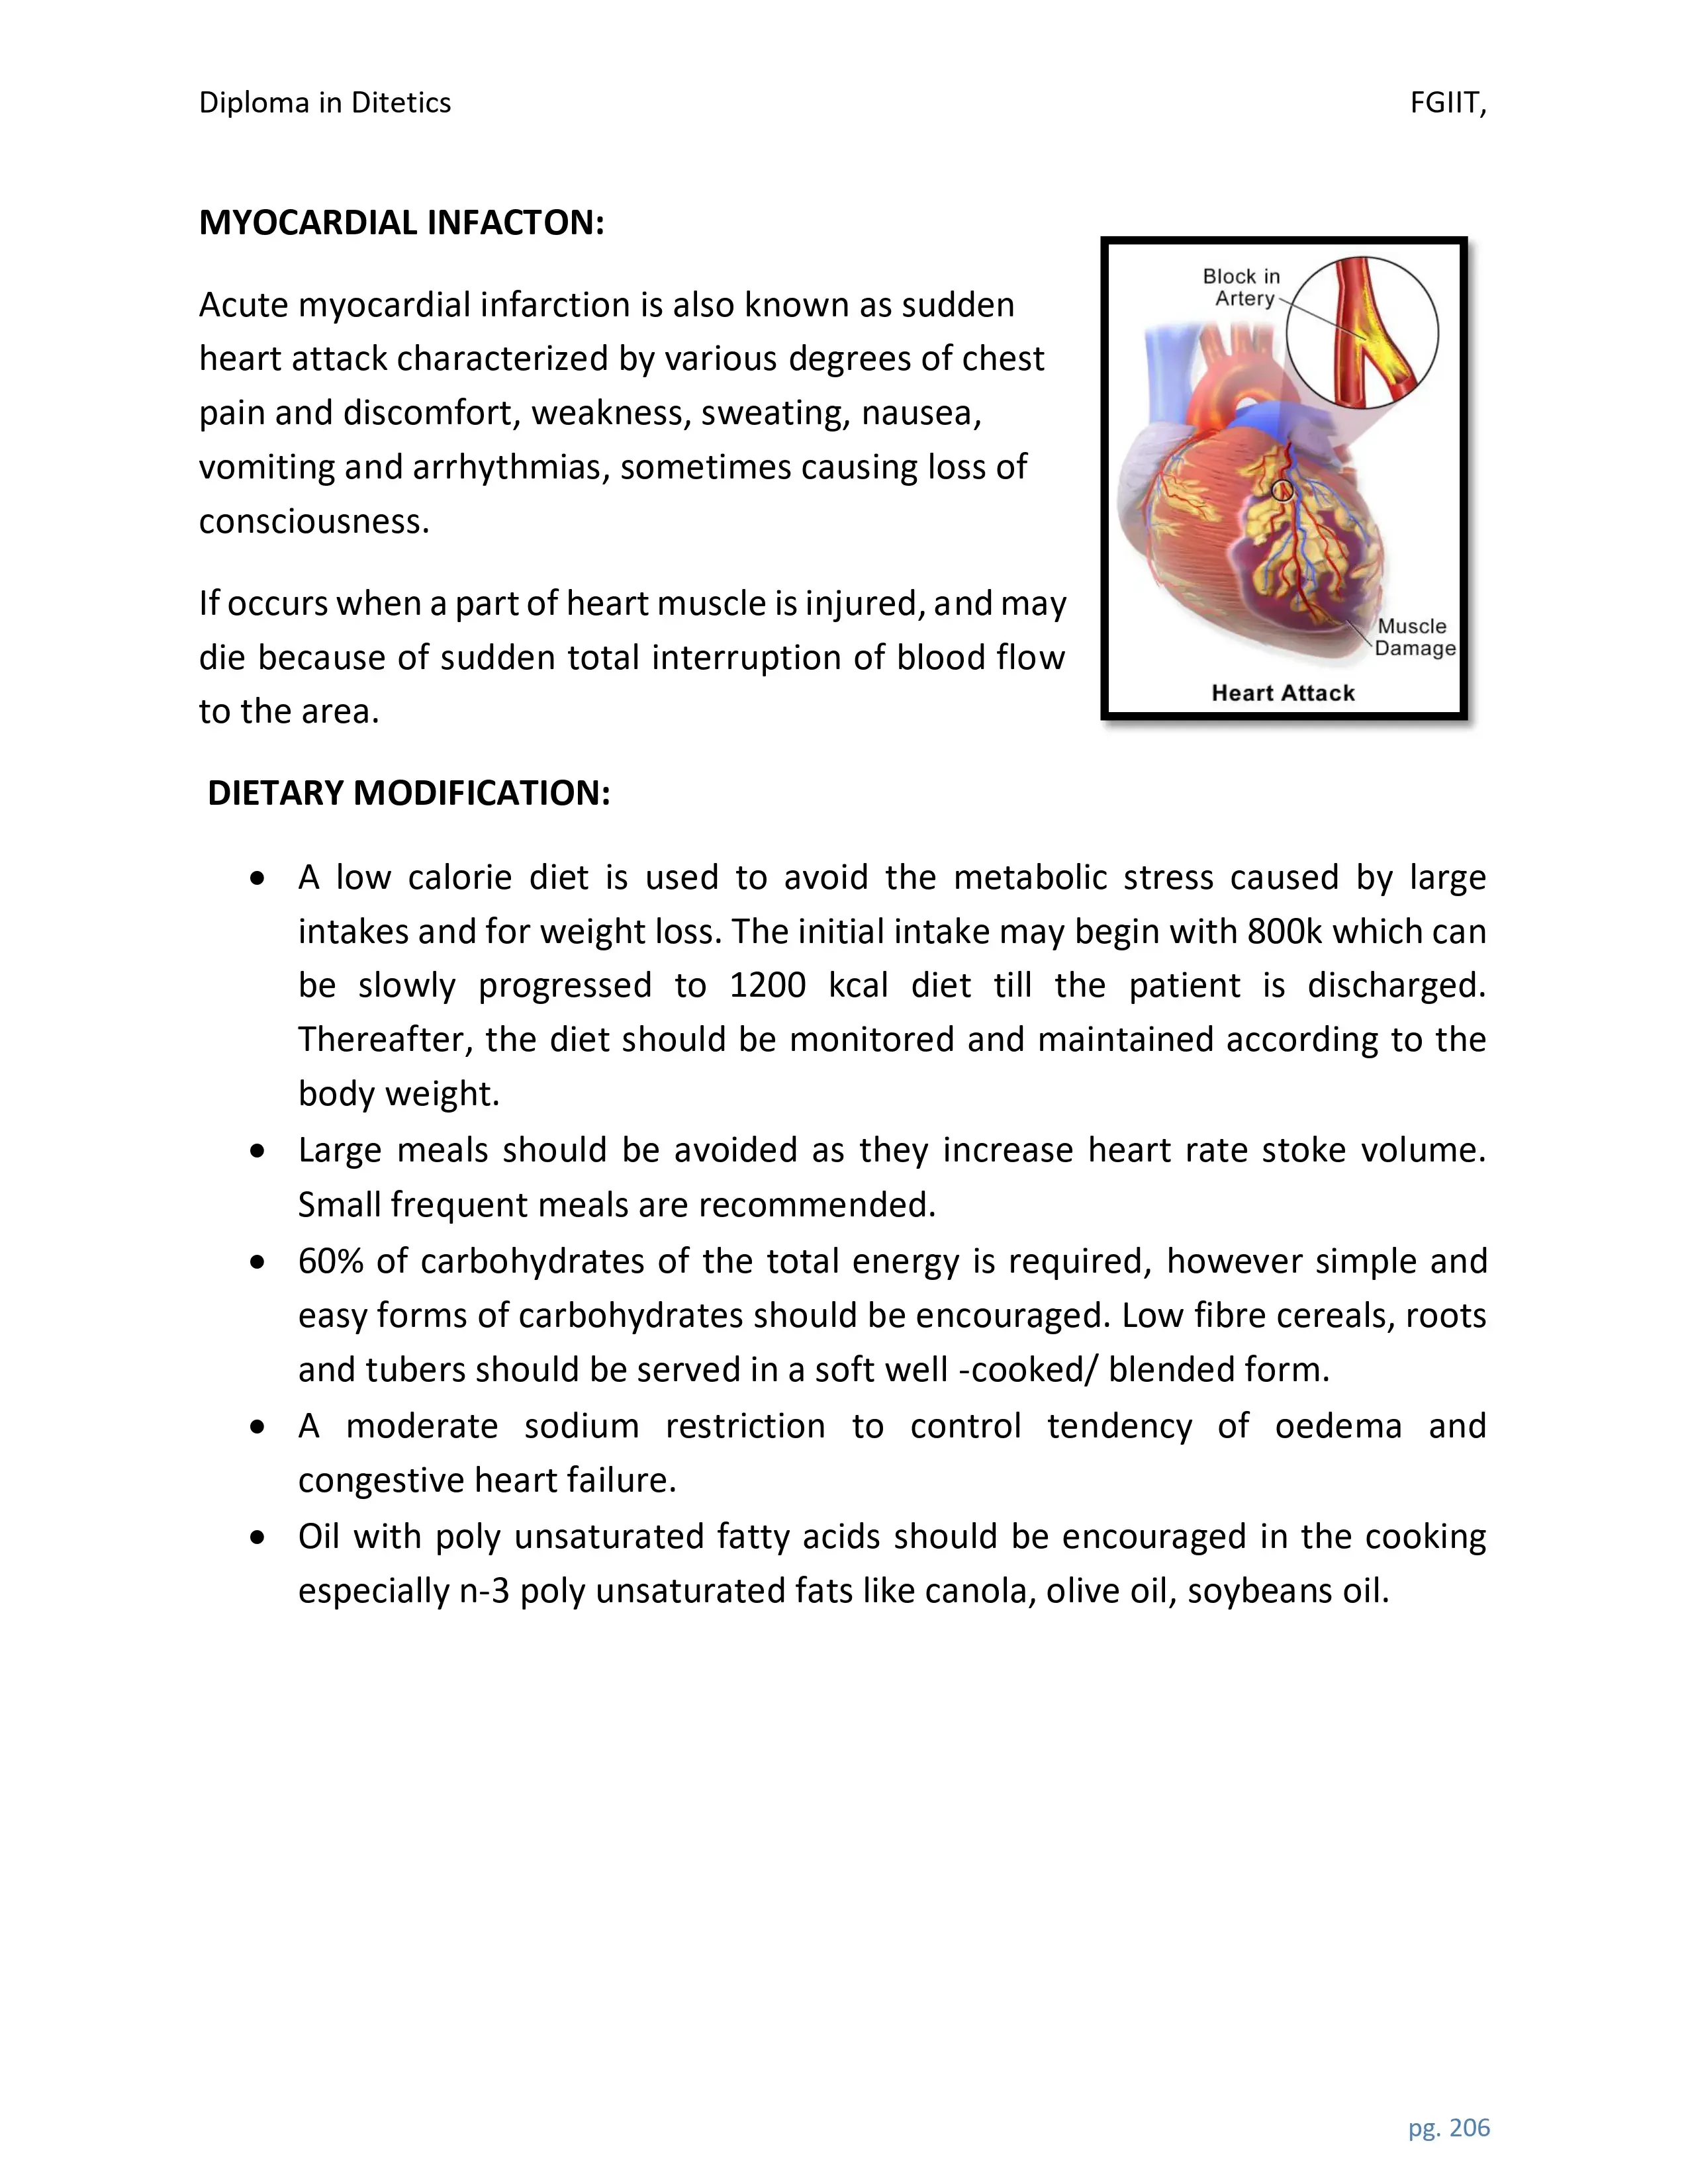 Diploma in Ditetics FGIIT,
MYOCARDIAL INFACTON:
Acute myocardial infarction is also known as sudden
heart attack characterized by various degrees of chest
pain and discomfort, weakness, sweating, nausea,
vomiting and arrhythmias, sometimes causing loss of
consciousness.
If occurs when a part of heart muscle is injured, and may
die because of sudden total interruption of blood flow
to the area.
Block in
Artery
Muscle
Damage
Heart Attack
DIETARY MODIFICATION:
• A low calorie diet is used to avoid the metabolic stress caused by large
intakes and for weight loss. The initial intake may begin with 800k which can
be slowly progressed to 1200 kcal diet till the patient is discharged.
Thereafter, the diet should be monitored and maintained according to the
body weight.
• Large meals should be avoided as they increase heart rate stoke volume.
Small frequent meals are recommended.
• 60% of carbohydrates of the total energy is required, however simple and
easy forms of carbohydrates should be encouraged. Low fibre cereals, roots
and tubers should be served in a soft well -cooked/ blended form.
• A moderate sodium restriction to control tendency of oedema and
congestive heart failure.
• Oil with poly unsaturated fatty acids should be encouraged in the cooking
especially n-3 poly unsaturated fats like canola, olive oil, soybeans oil.
pg. 206